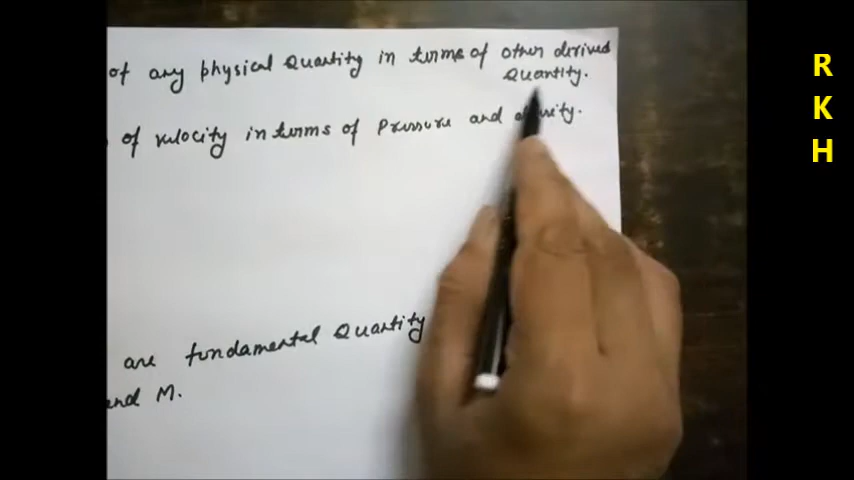 of any physical Quantity in terms of other derived
Quantity.
of velocity in terms of Pressure and
are fundamental Quantity
and M.
R
K
H